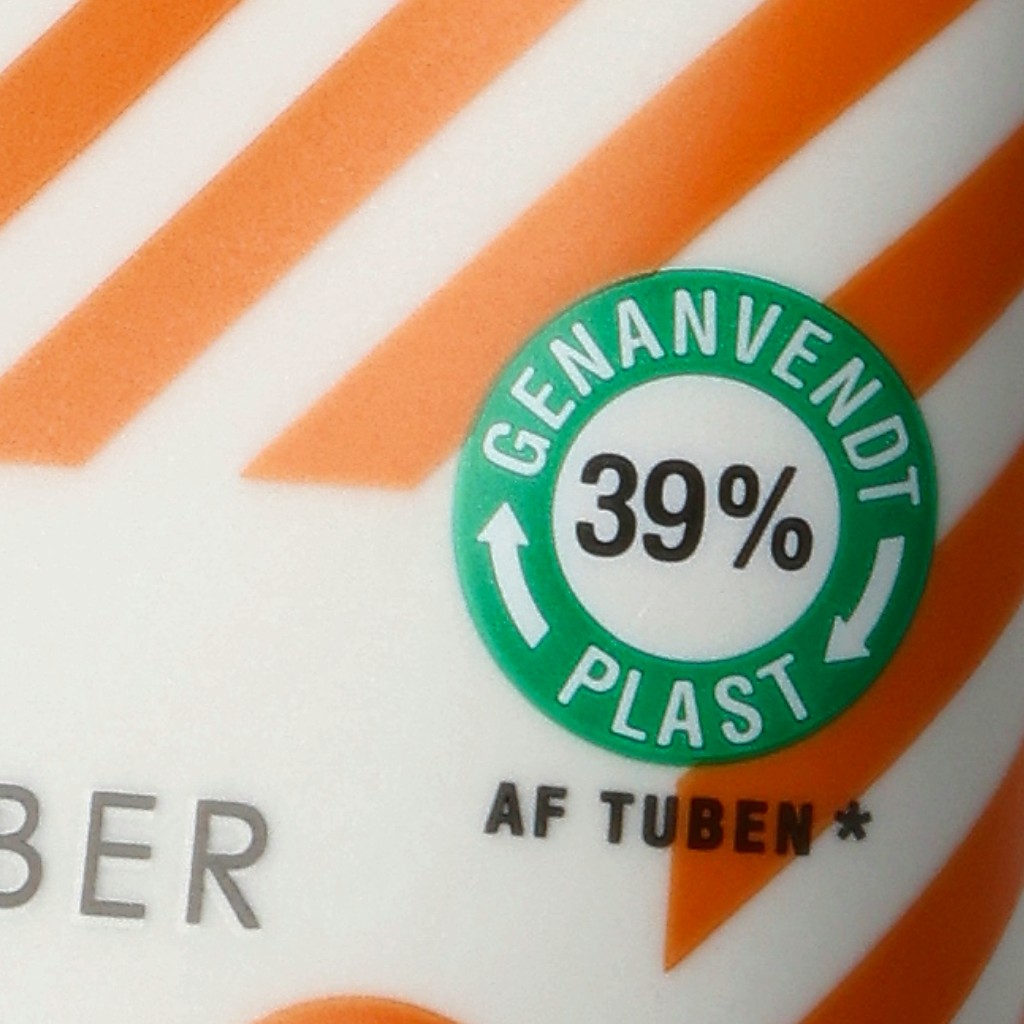 GENANVENDT
39%
PLAST
AF TUBEN *
BER